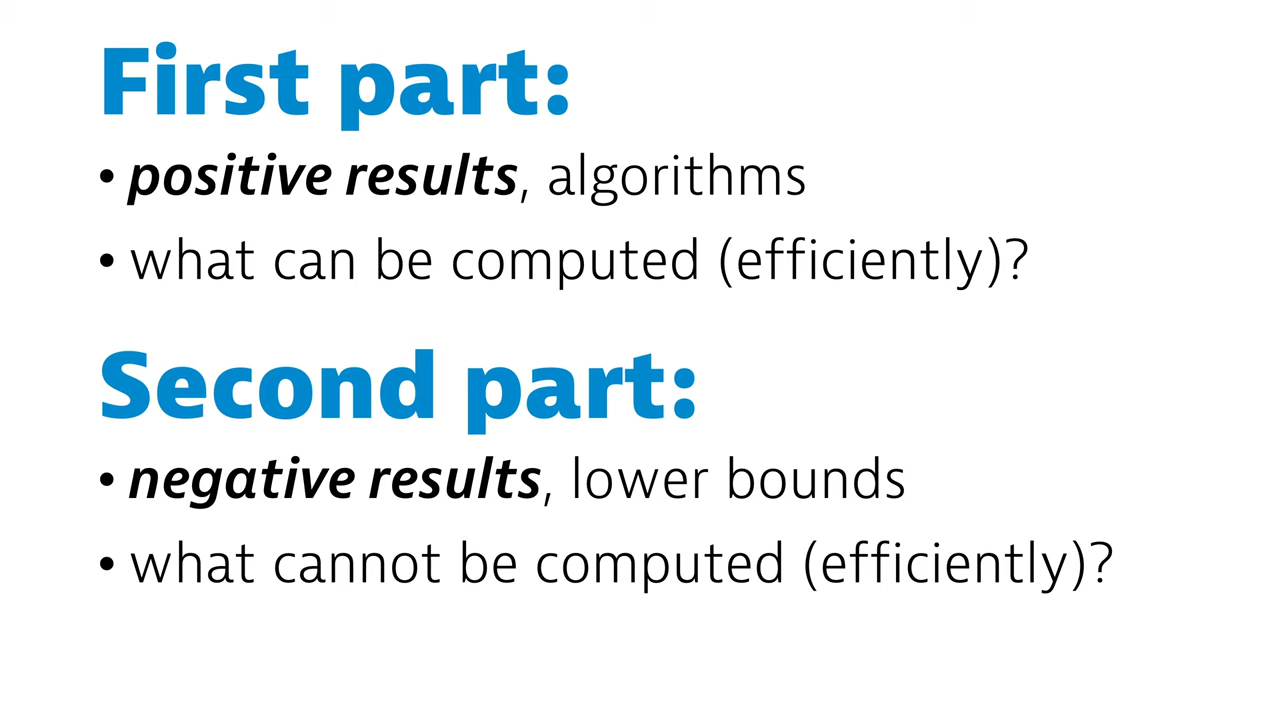 First part:
• positive results, algorithms
• what can be computed (efficiently)?
Second part:
• negative results, lower bounds
• what cannot be computed (efficiently)?